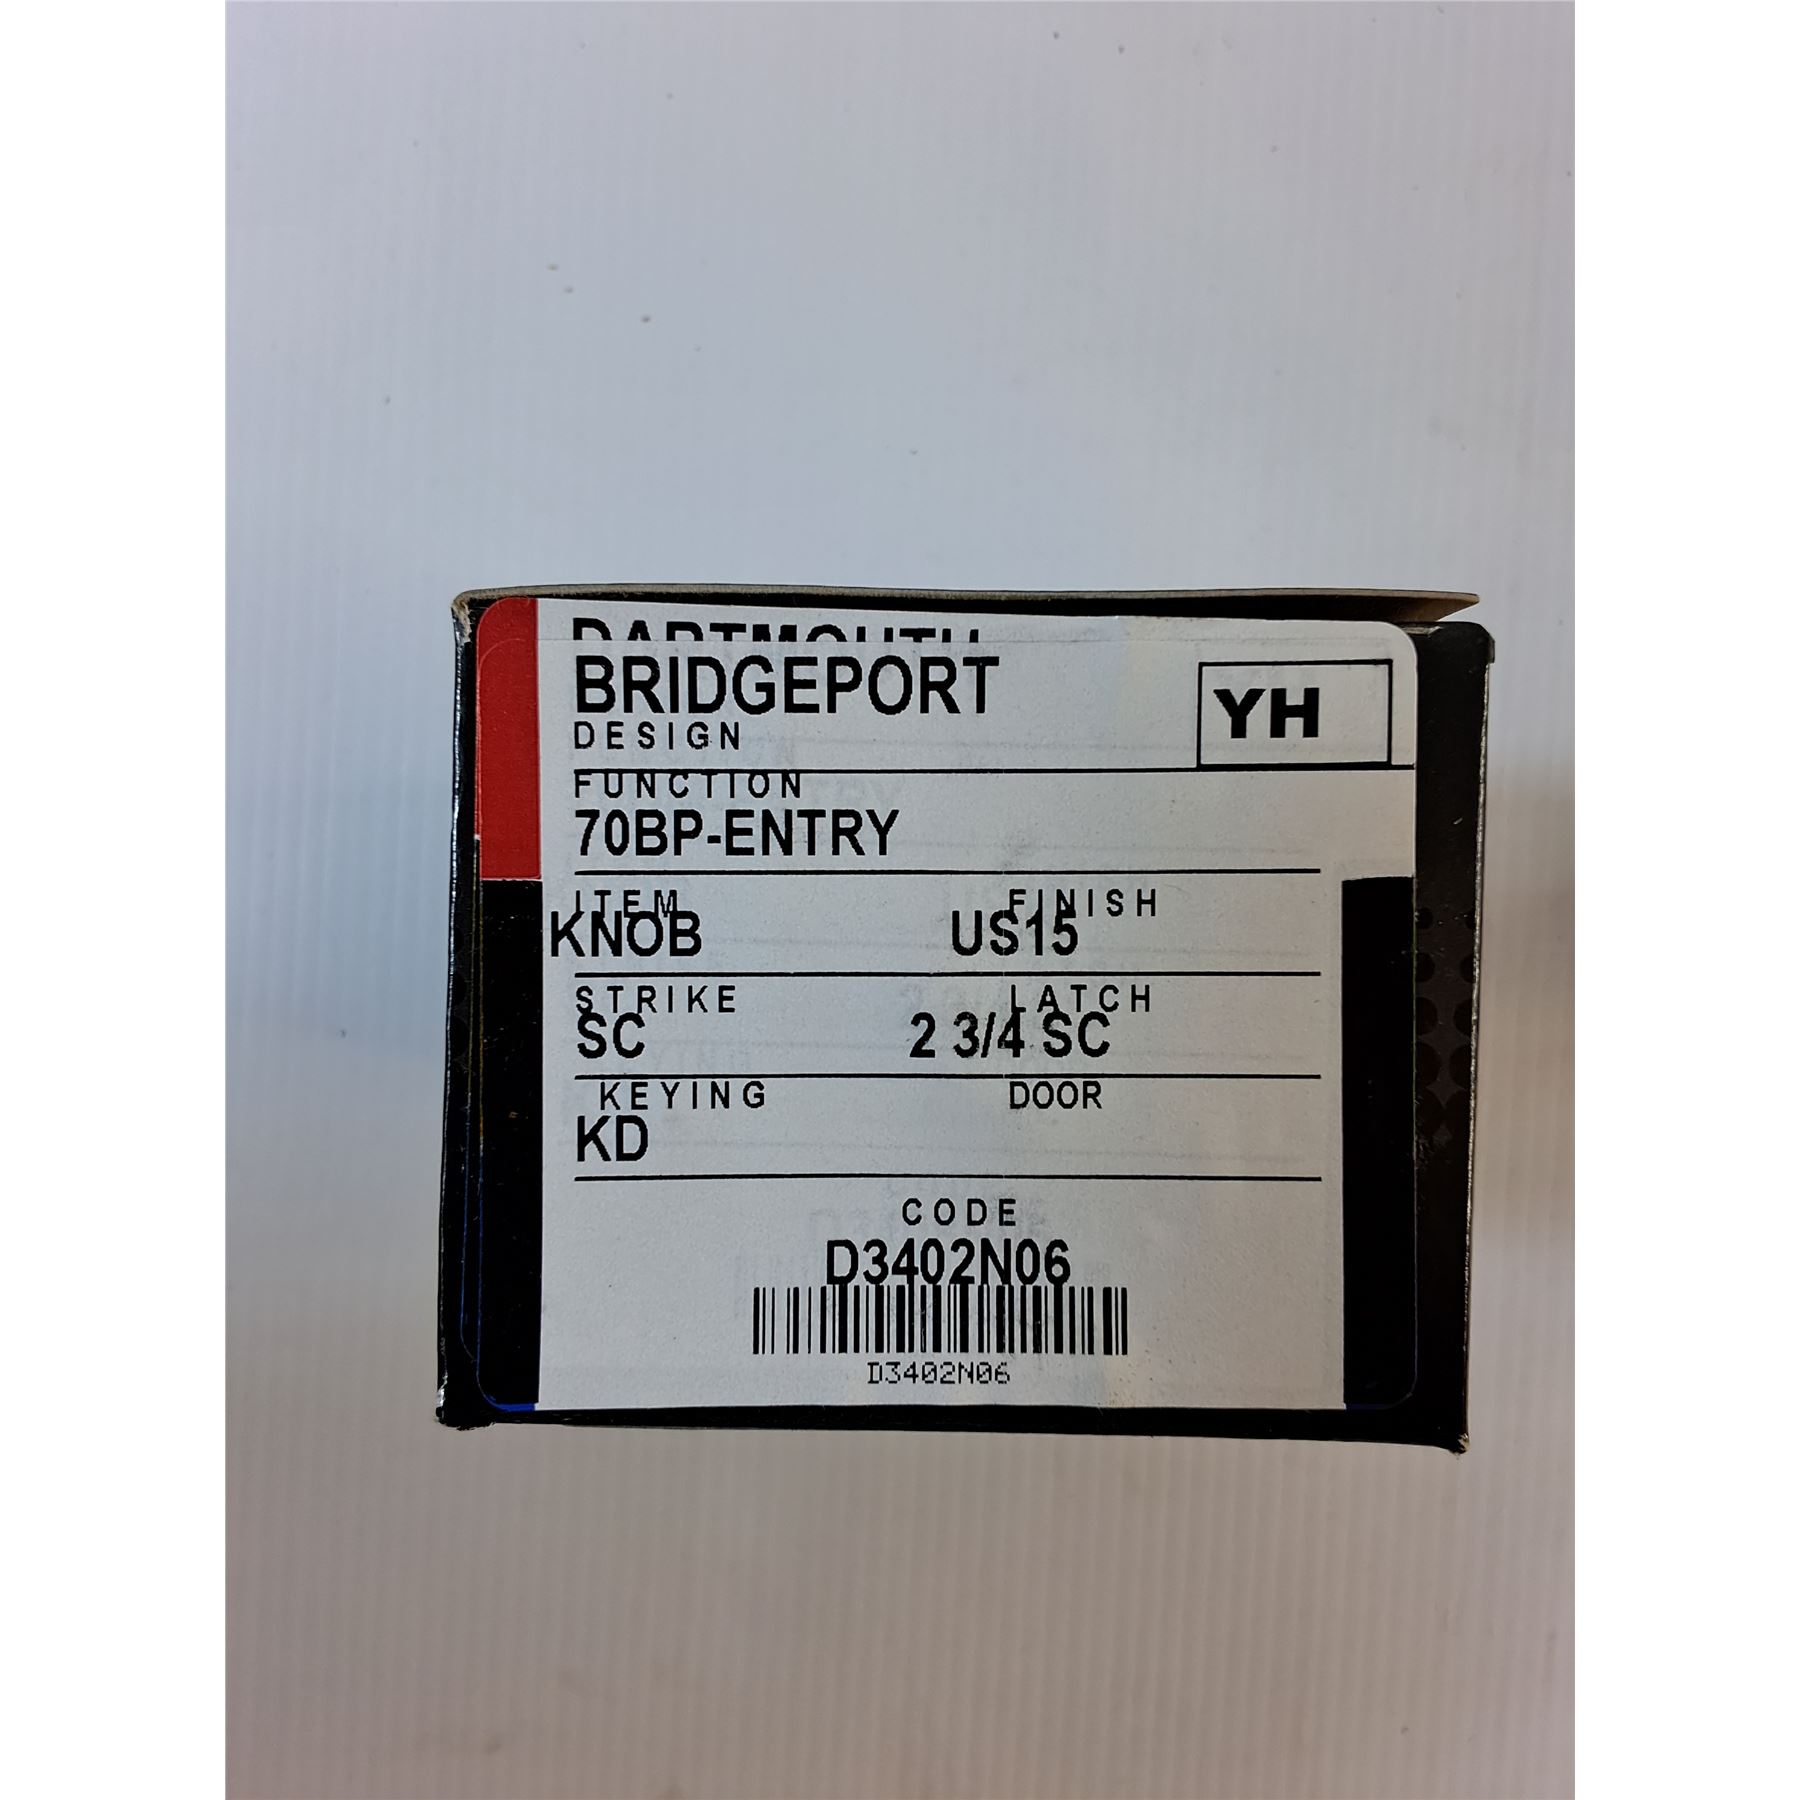 DARTMOUTH
BRIDGEPORT
DESIGN
YH
FUNCTION
70BP-ENTRY
ITEM FINISH
KNOB US15
STRIKE LATCH
SC 2 3/4 SC
KEYING DOOR
KD
CODE
D3402N06
D3402N06